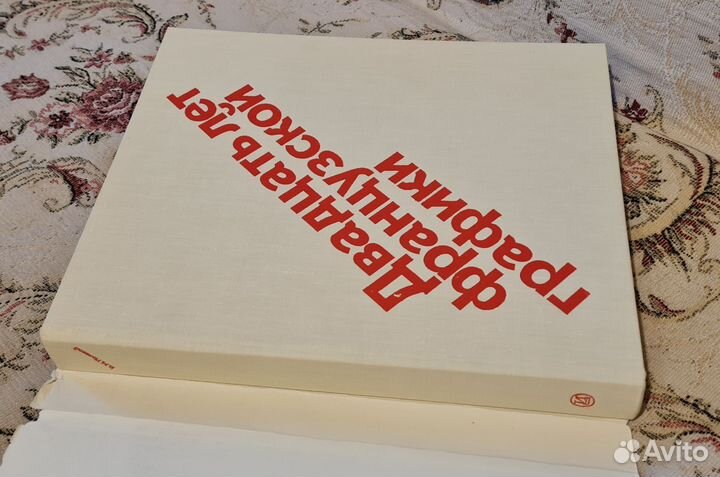 Двадцать лет
французской
графики
Avito